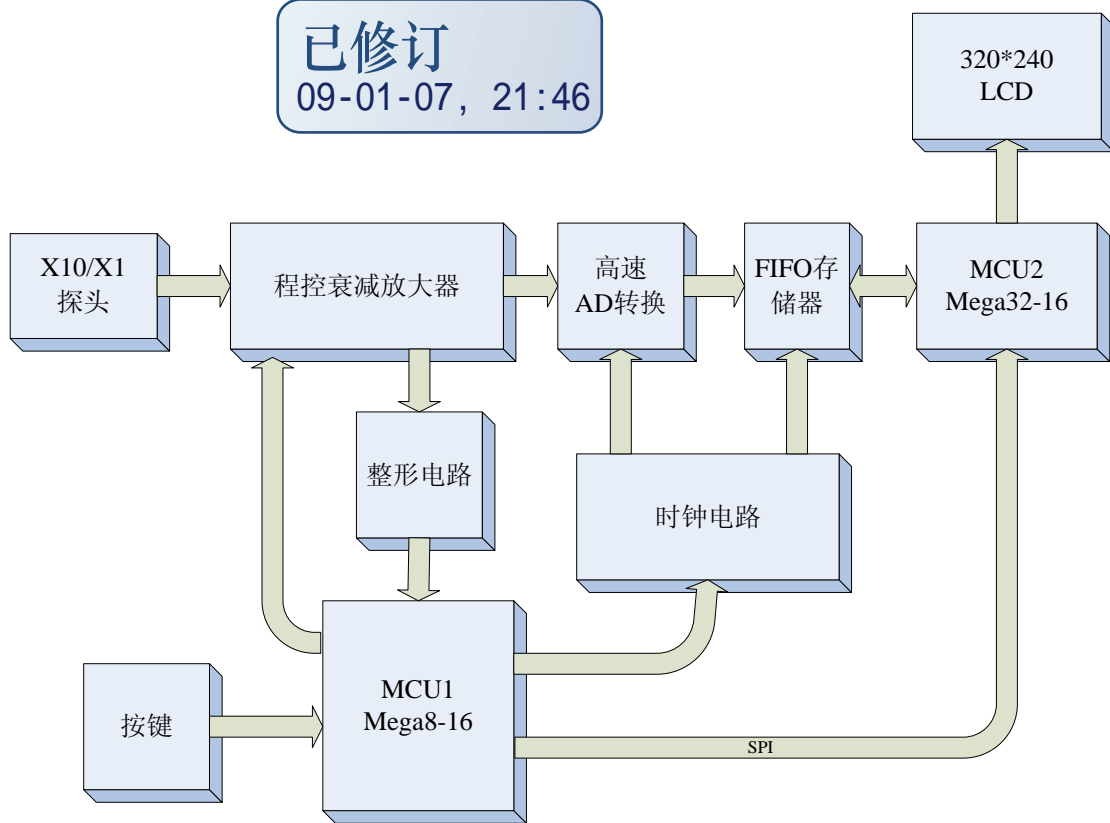 已修订
09-01-07, 21:46
320*240
LCD
X10/X1
探头
程控衰减放大器
高速
AD转换
FIFO存
储器
MCU2
Mega32-16
整形电路
时钟电路
按键
MCU1
Mega8-16
SPI